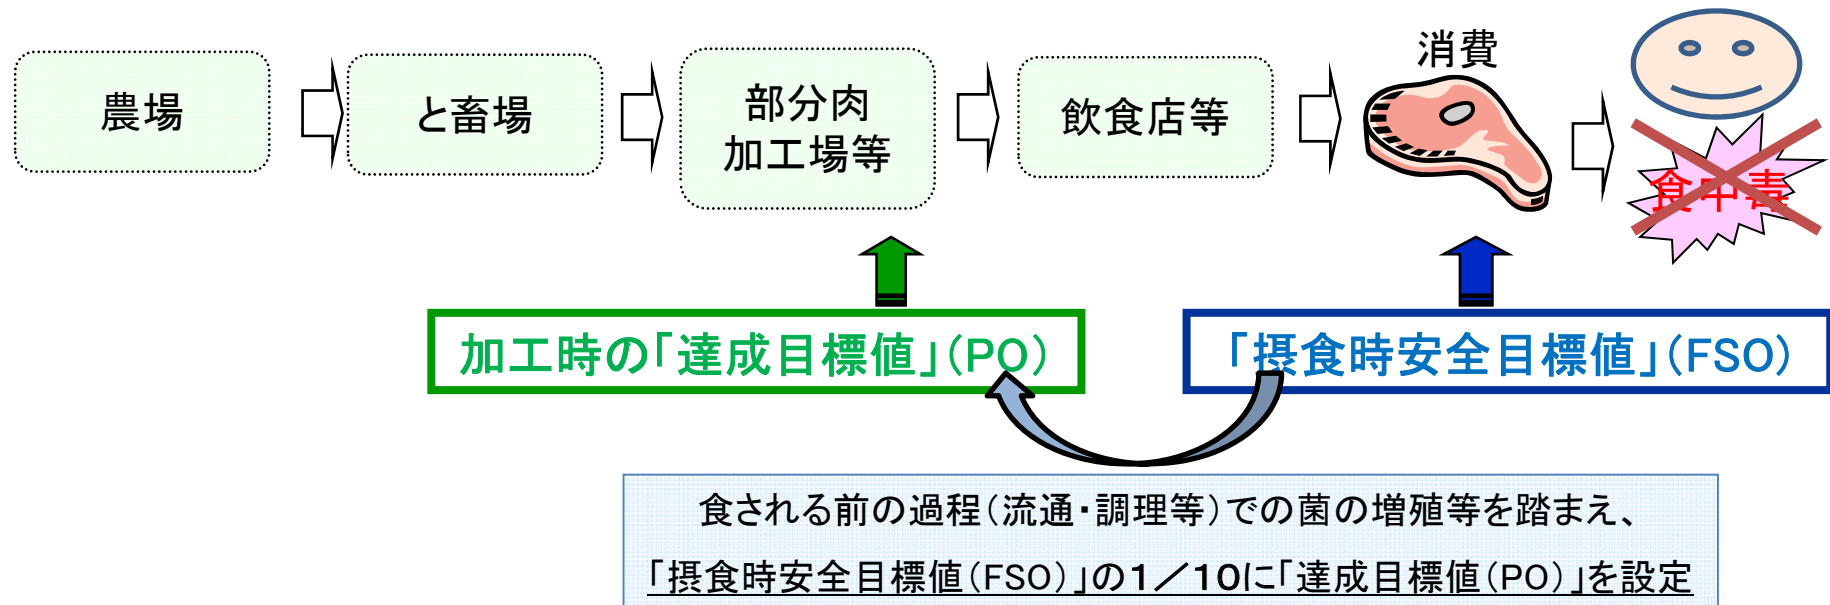 農場
と畜場
部分肉
加工場等
飲食店等
消費
食中毒
加工時の「達成目標値」(PO)
「摂食時安全目標値」(FSO)
食される前の過程(流通・調理等)での菌の増殖等を踏まえ、
「摂食時安全目標値(FSO)」の1/10に「達成目標値(PO)」を設定